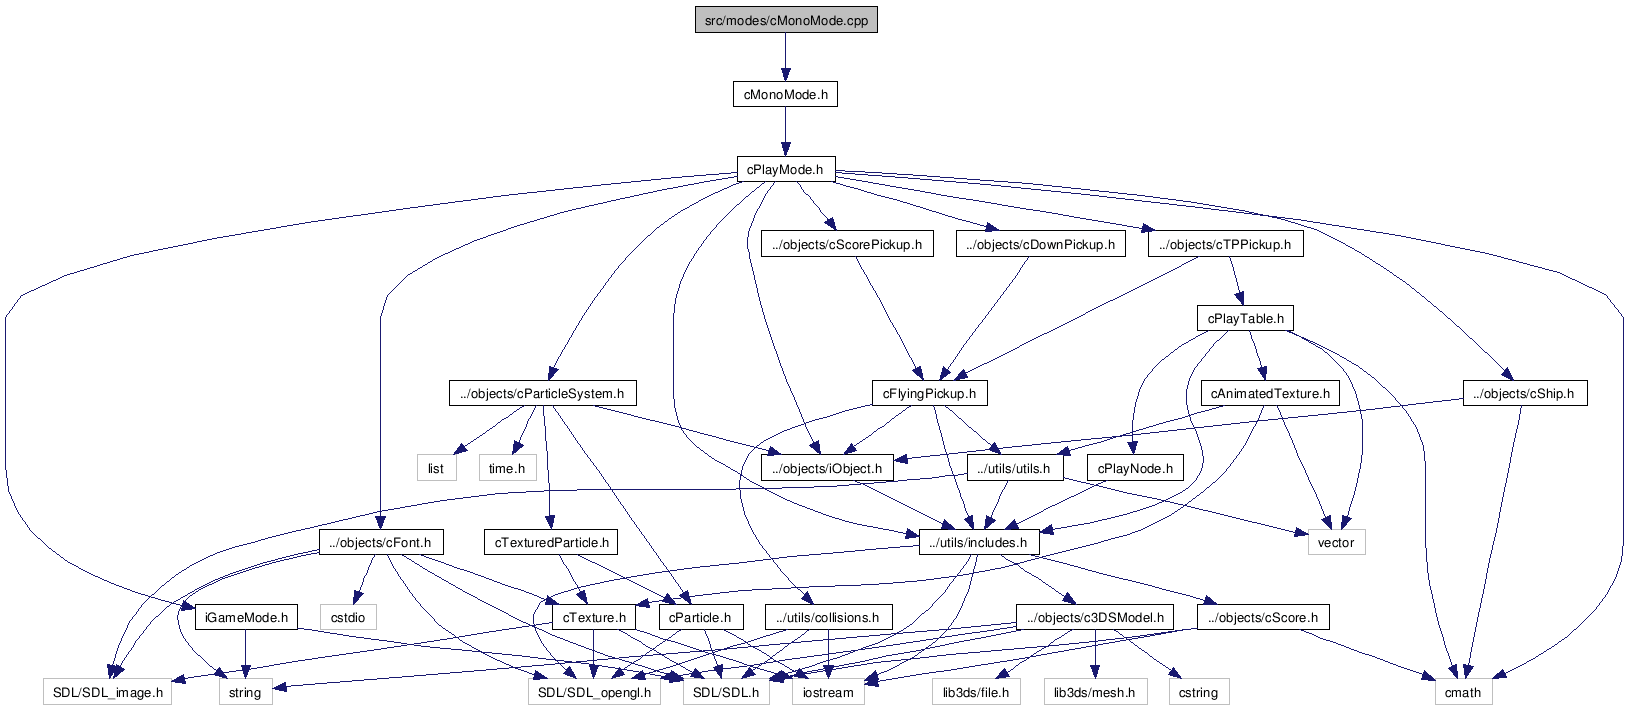 src/modes/cMonoMode.cpp
cMonoMode.h
cPlayMode.h
../objects/cScorePickup.h
../objects/cDownPickup.h
../objects/cTPPickup.h
cPlayTable.h
../objects/cParticleSystem.h
cFlyingPickup.h
cAnimatedTexture.h
../objects/cShip.h
list
time.h
../objects/iObject.h
../utils/utils.h
cPlayNode.h
../objects/cFont.h
cTexturedParticle.h
../utils/includes.h
vector
iGameMode.h
cstdio
cTexture.h
cParticle.h
../utils/collisions.h
../objects/c3DSModel.h
../objects/cScore.h
SDL/SDL_image.h
string
SDL/SDL_opengl.h
SDL/SDL.h
iostream
lib3ds/file.h
lib3ds/mesh.h
cstring
cmath